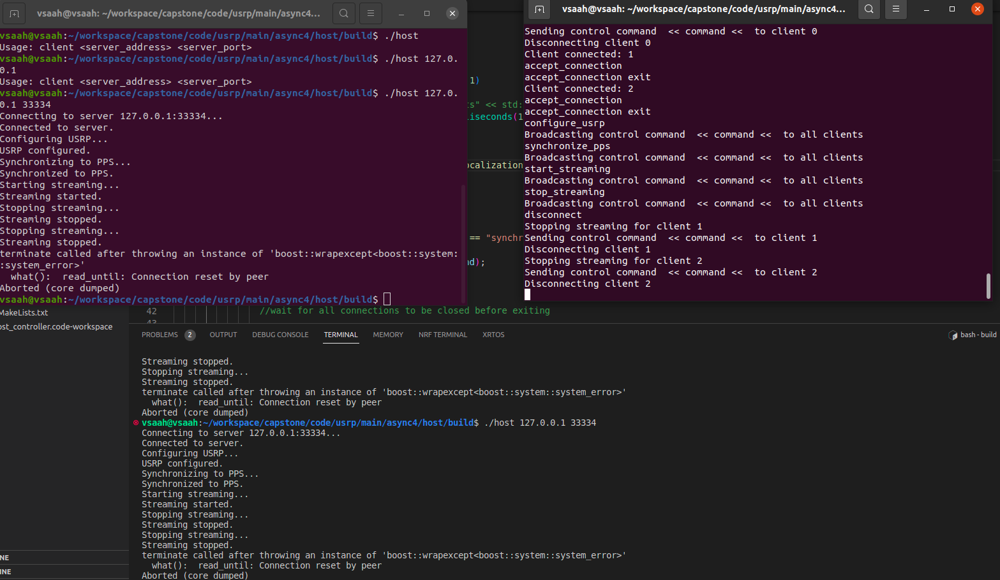 vsaah@vsaah: ~/workspace/capstone/code/usrp/main/async4...
vsaah@vsaah:~/workspace/capstone/code/usrp/main/async4/host/build$ ./host
Usage: client <server_address> <server_port>
vsaah@vsaah:~/workspace/capstone/code/usrp/main/async4/host/build$ ./host 127.0.
0.1
Usage: client <server_address> <server_port>
vsaah@vsaah:~/workspace/capstone/code/usrp/main/async4/host/build$ ./host 127.0.
0.1 33334
Connecting to server 127.0.0.1:33334...
Connected to server.
Configuring USRP...
USRP configured.
Synchronizing to PPS...
Synchronized to PPS.
Starting streaming...
Streaming started.
Stopping streaming...
Streaming stopped.
Stopping streaming...
Streaming stopped.
terminate called after throwing an instance of 'boost::wrapexcept<boost::system:
:system_error>'
  what():  read_until: Connection reset by peer
Aborted (core dumped)
vsaah@vsaah:~/workspace/capstone/code/usrp/main/async4/host/build$
1)
ts" << std:
iseconds(1
ocalization
== "synchr
nd);
vsaah@vsaah: ~/workspace/capstone/code/usrp/main/async4...
Sending control command  << command <<  to client 0
Disconnecting client 0
Client connected: 1
accept_connection
accept_connection exit
Client connected: 2
accept_connection
accept_connection exit
configure_usrp
Broadcasting control command  << command <<  to all clients
synchronize_pps
Broadcasting control command  << command <<  to all clients
start_streaming
Broadcasting control command  << command <<  to all clients
stop_streaming
Broadcasting control command  << command <<  to all clients
disconnect
Stopping streaming for client 1
Sending control command  << command <<  to client 1
Disconnecting client 1
Stopping streaming for client 2
Sending control command  << command <<  to client 2
Disconnecting client 2
MakeLists.txt
ost_controller.code-workspace
NE
INE
42 //wait for all connections to be closed before exiting
43
PROBLEMS 2 OUTPUT DEBUG CONSOLE TERMINAL MEMORY NRF TERMINAL XRTOS bash - build
Streaming stopped.
Stopping streaming...
Streaming stopped.
terminate called after throwing an instance of 'boost::wrapexcept<boost::system::system_error>'
  what():  read_until: Connection reset by peer
Aborted (core dumped)
vsaah@vsaah:~/workspace/capstone/code/usrp/main/async4/host/build$ ./host 127.0.0.1 33334
Connecting to server 127.0.0.1:33334...
Connected to server.
Configuring USRP...
USRP configured.
Synchronizing to PPS...
Synchronized to PPS.
Starting streaming...
Streaming started.
Stopping streaming...
Streaming stopped.
Stopping streaming...
Streaming stopped.
terminate called after throwing an instance of 'boost::wrapexcept<boost::system::system_error>'
  what():  read_until: Connection reset by peer
Aborted (core dumped)